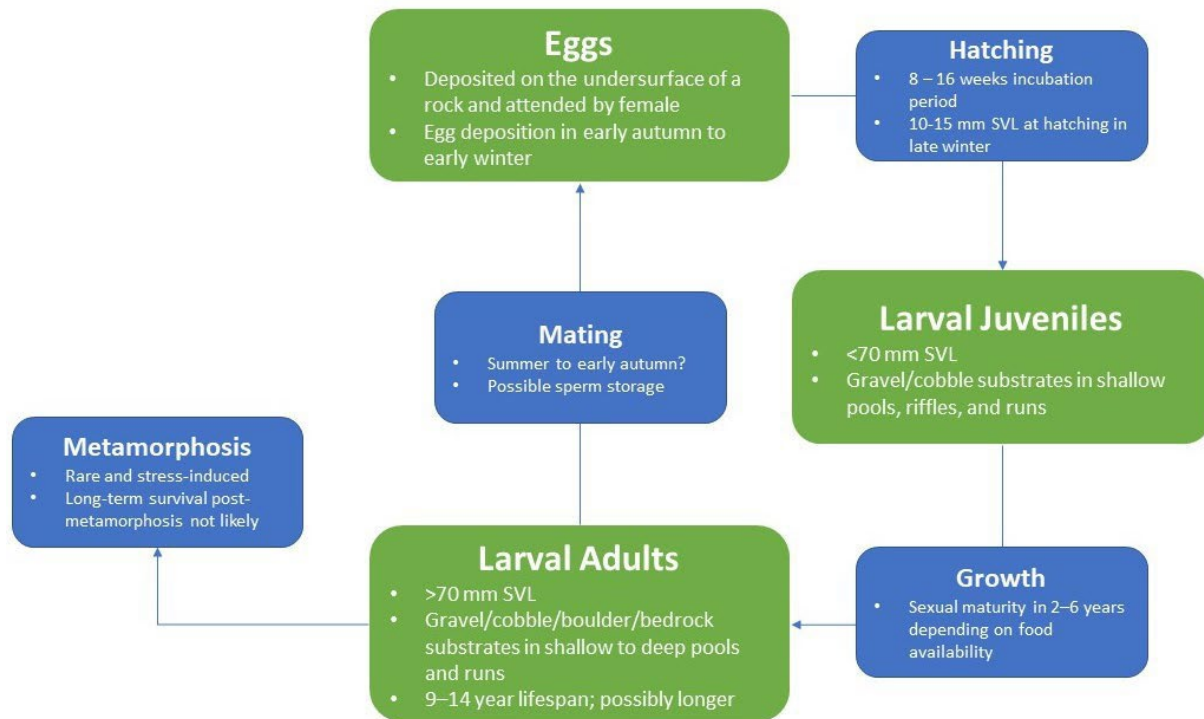 Eggs
• Deposited on the undersurface of a
rock and attended by female
• Egg deposition in early autumn to
early winter
Hatching
• 8 – 16 weeks incubation
period
• 10-15 mm SVL at hatching in
late winter
Larval Juveniles
• <70 mm SVL
• Gravel/cobble substrates in shallow
pools, riffles, and runs
Growth
• Sexual maturity in 2–6 years
depending on food
availability
Larval Adults
• >70 mm SVL
• Gravel/cobble/boulder/bedrock
substrates in shallow to deep pools
and runs
• 9–14 year lifespan; possibly longer
Mating
• Summer to early autumn?
• Possible sperm storage
Metamorphosis
• Rare and stress-induced
• Long-term survival post-
metamorphosis not likely